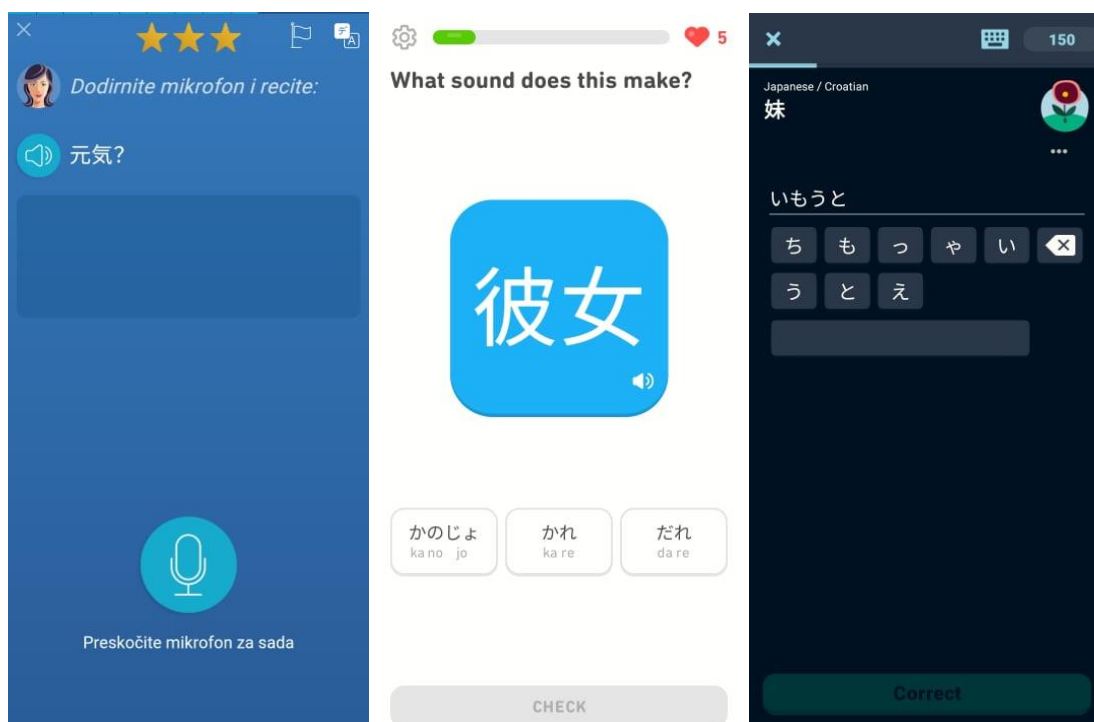 Dodirnite mikrofon i recite:
元気?
Preskočite mikrofon za sada
5
What sound does this make?
彼女
かのじょ
ka no jo
かれ
ka re
だれ
da re
CHECK
150
Japanese / Croatian
妹
いもうと
ち も っ ゃ い
う と え
Correct